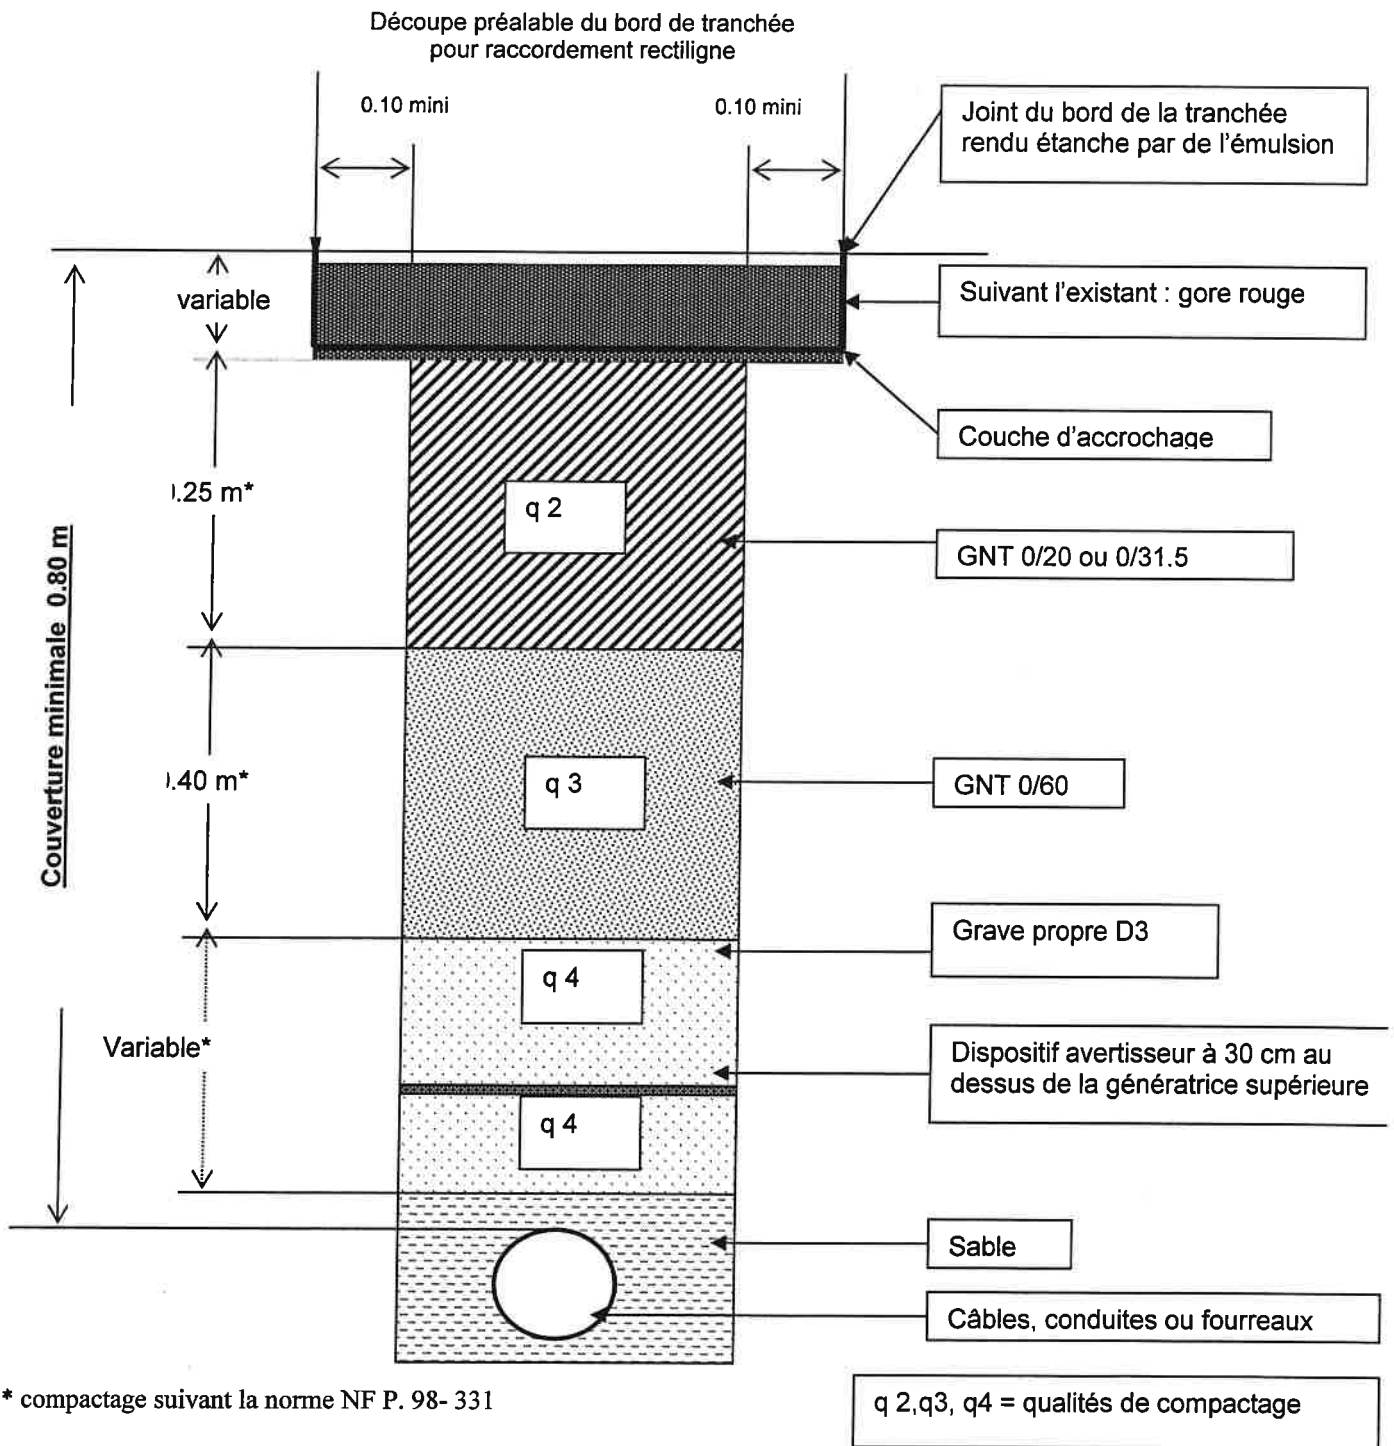 Découpe préalable du bord de tranchée
pour raccordement rectiligne
0.10 mini
0.10 mini
Joint du bord de la tranchée
rendu étanche par de l'émulsion
variable
Suivant l'existant : gore rouge
Couche d'accrochage
.25 m*
q 2
GNT 0/20 ou 0/31.5
Couverture minimale 0.80 m
.40 m*
q 3
GNT 0/60
Grave propre D3
q 4
Variable*
Dispositif avertisseur à 30 cm au
dessus de la génératrice supérieure
q 4
Sable
Câbles, conduites ou fourreaux
* compactage suivant la norme NF P. 98- 331
q 2,q3, q4 = qualités de compactage